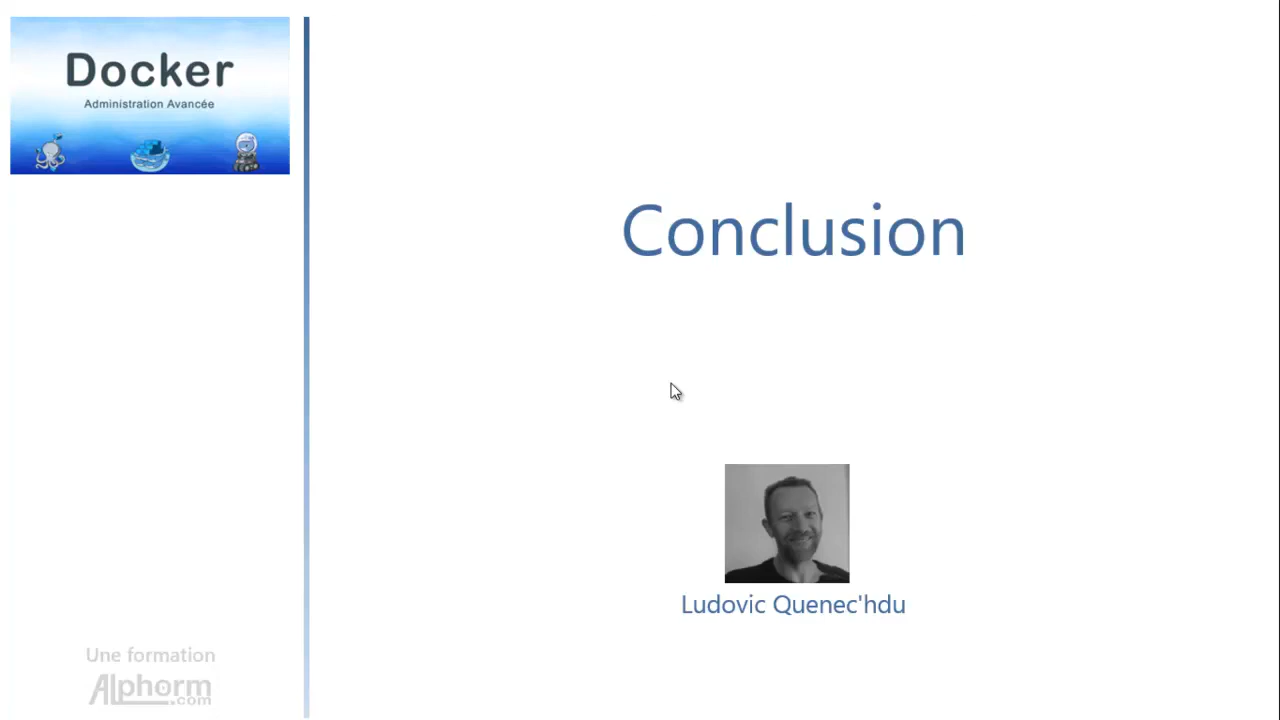 Docker
Administration Avancée
Conclusion
Ludovic Quenec'hdu
Une formation
Alphorm
.com